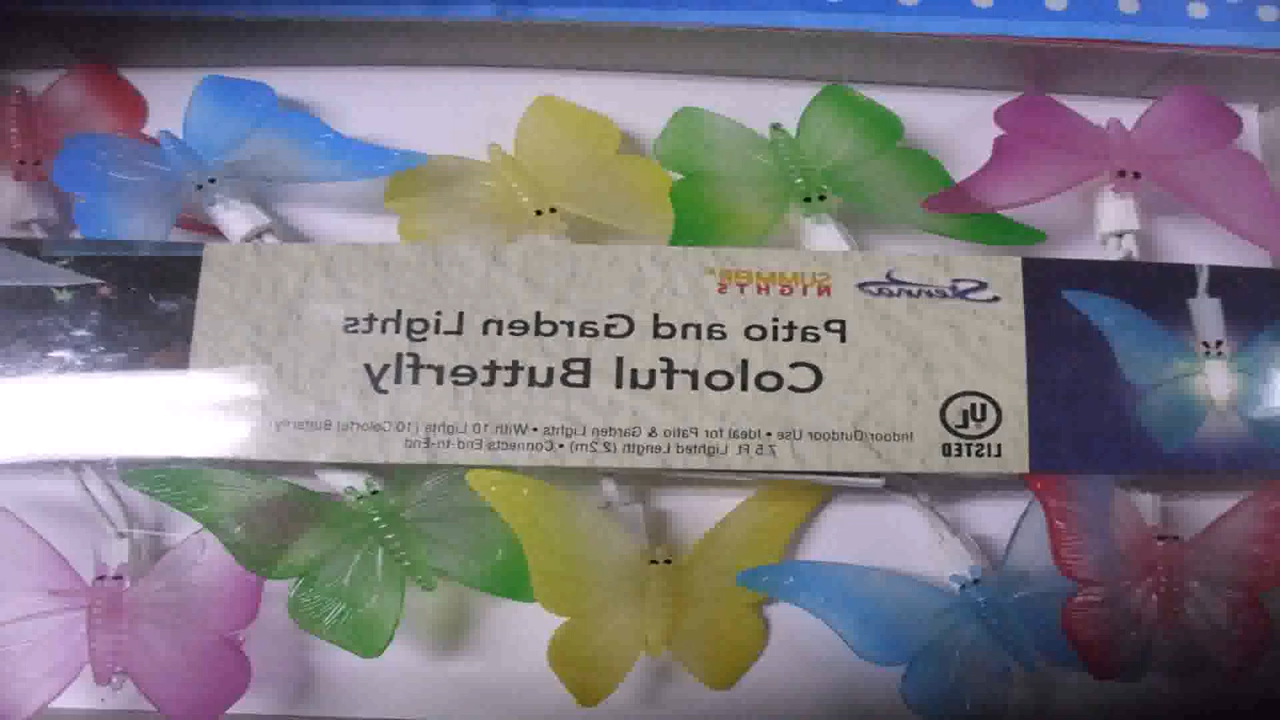 Sienna
SUMMER
NIGHTS
Patio and Garden Lights
Colorful Butterfly
Indoor/Outdoor Use • Ideal for Patio & Garden Lights • With 10 Lights (10 Colorful Butterfly
7.5 Ft. Lighted Length (2.2m) • Connects End-to-End
UL
LISTED